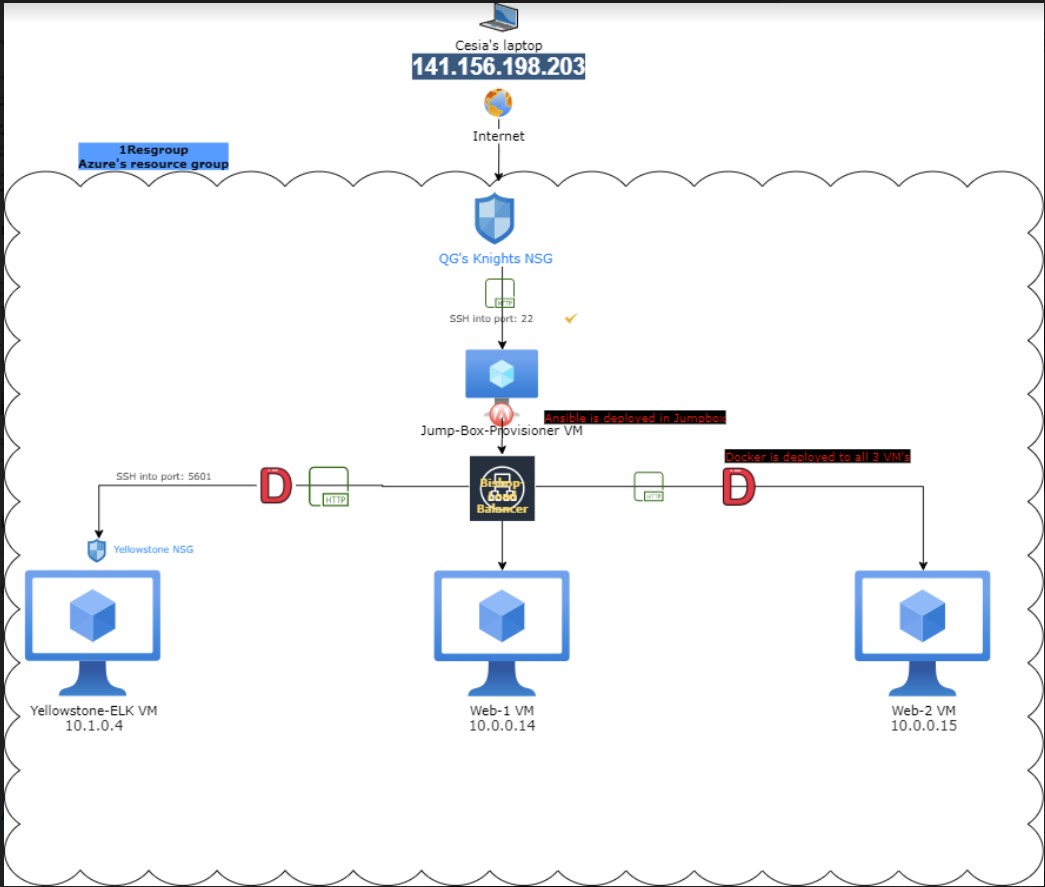 Cesia's laptop
141.156.198.203
Internet
1Resgroup
Azure's resource group
QG's Knights NSG
HTTP
SSH into port: 22
Ansible is deployed in Jumpbox
Jump-Box-Provisioner VM
Docker is deployed to all 3 VM's
SSH into port: 5601
D
HTTP
Bishop-
Load
Balancer
HTTP
D
Yellowstone NSG
Yellowstone-ELK VM
10.1.0.4
Web-1 VM
10.0.0.14
Web-2 VM
10.0.0.15